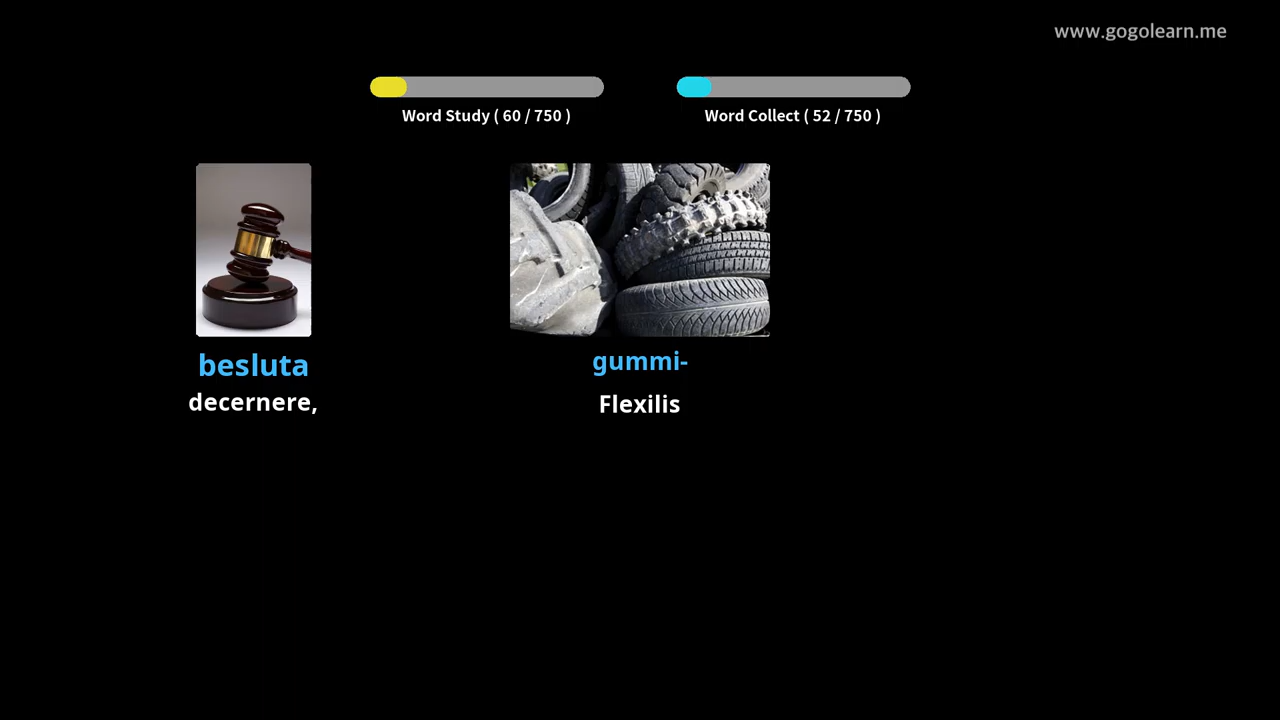 www.gogolearn.me
Word Study ( 60 / 750 )
Word Collect ( 52 / 750 )
besluta
decernere,
gummi-
Flexilis